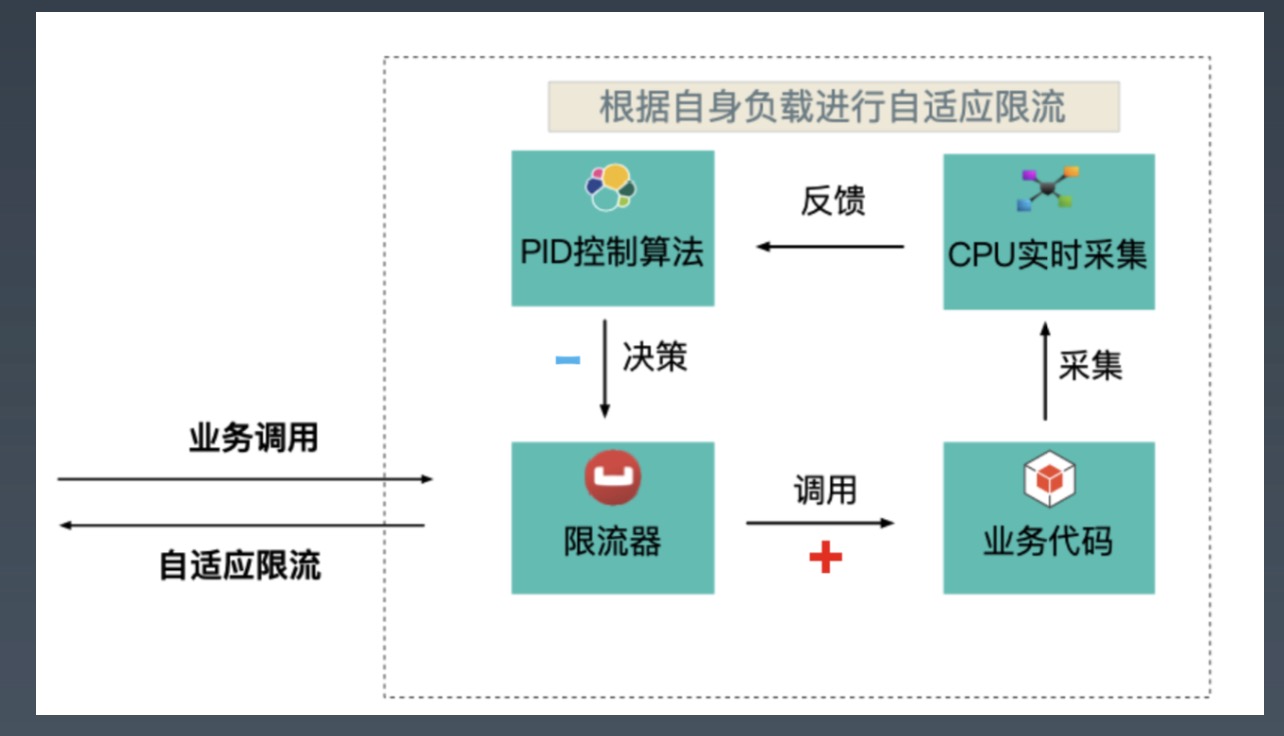 根据自身负载进行自适应限流
PID控制算法
反馈
CPU实时采集
决策
采集
业务调用
自适应限流
限流器
调用
业务代码